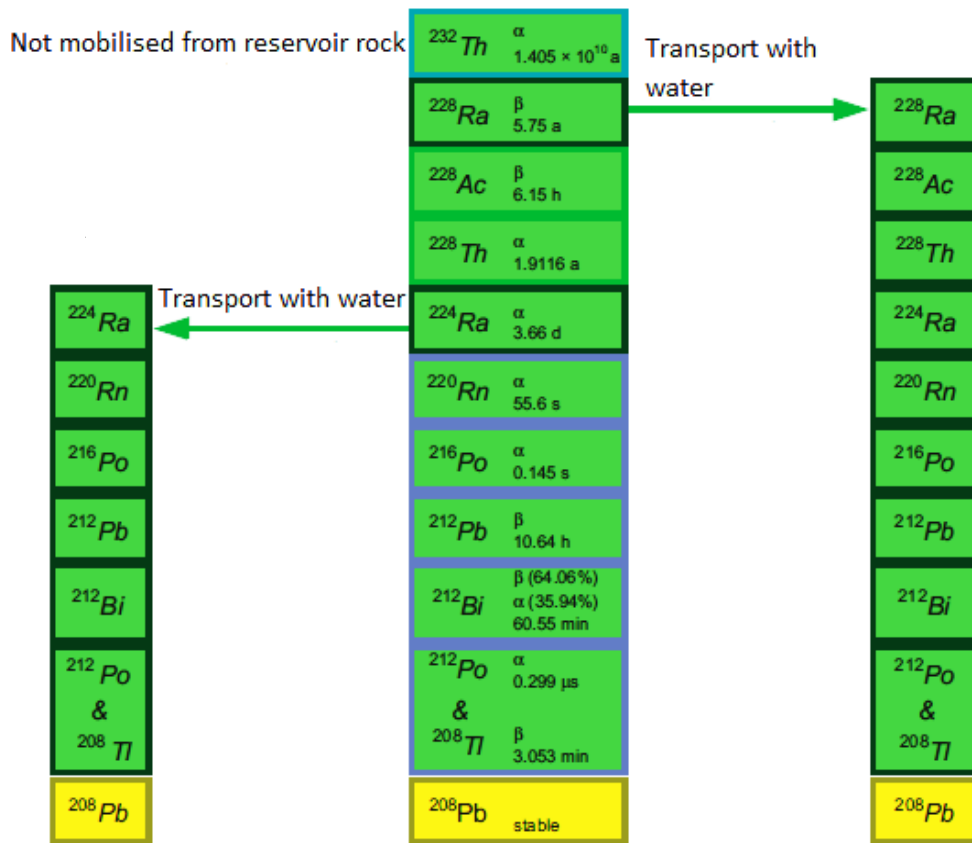 Not mobilised from reservoir rock
²³²Th α
1.405 × 10¹⁰ a
Transport with
water
²²⁸Ra β
5.75 a
²²⁸Ac β
6.15 h
²²⁸Th α
1.9116 a
Transport with water
²²⁴Ra α
3.66 d
²²⁰Rn α
55.6 s
²¹⁶Po α
0.145 s
²¹²Pb β
10.64 h
²¹²Bi β (64.06%)
α (35.94%)
60.55 min
²¹²Po α
0.299 µs
&
²⁰⁸Tl β
3.053 min
²⁰⁸Pb stable
²²⁴Ra
²²⁰Rn
²¹⁶Po
²¹²Pb
²¹²Bi
²¹²Po
&
²⁰⁸Tl
²⁰⁸Pb
²²⁸Ra
²²⁸Ac
²²⁸Th
²²⁴Ra
²²⁰Rn
²¹⁶Po
²¹²Pb
²¹²Bi
²¹²Po
&
²⁰⁸Tl
²⁰⁸Pb